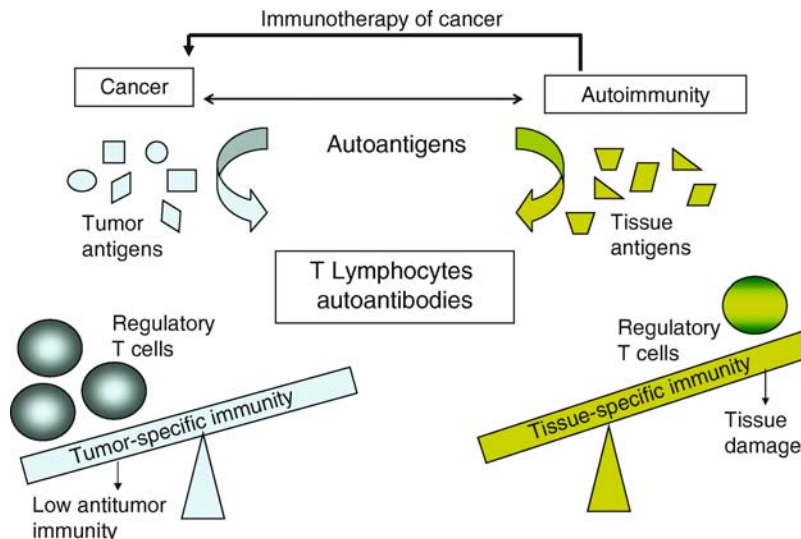 Immunotherapy of cancer
Cancer
Autoimmunity
Autoantigens
Tumor
antigens
Tissue
antigens
T Lymphocytes
autoantibodies
Regulatory
T cells
Tumor-specific immunity
Low antitumor
immunity
Regulatory
T cells
Tissue-specific immunity
Tissue
damage